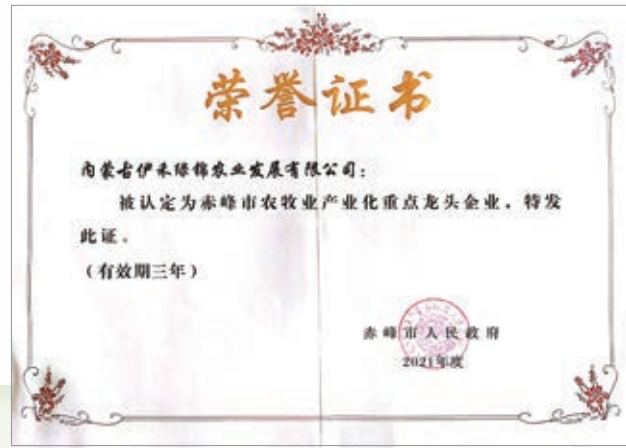 荣誉证书
内蒙古伊禾绿锦农业发展有限公司：
被认定为赤峰市农牧业产业化重点龙头企业，特发
此证。
（有效期三年）
赤峰市人民政府
2021年度